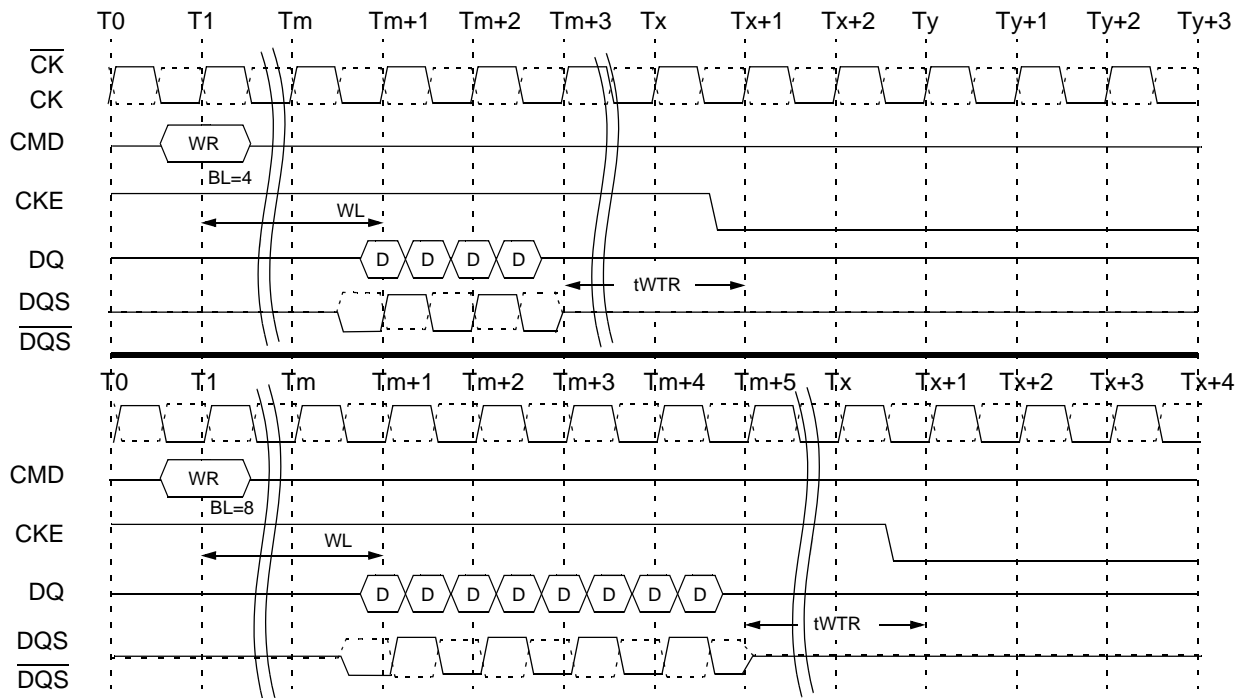 T0 T1 Tm Tm+1 Tm+2 Tm+3 Tx Tx+1 Tx+2 Ty Ty+1 Ty+2 Ty+3
CK
CK
CMD WR
BL=4
CKE
WL
DQ D D D D
tWTR
DQS
DQS
T0 T1 Tm Tm+1 Tm+2 Tm+3 Tm+4 Tm+5 Tx Tx+1 Tx+2 Tx+3 Tx+4
CMD WR
BL=8
CKE
WL
DQ D D D D D D D D
tWTR
DQS
DQS